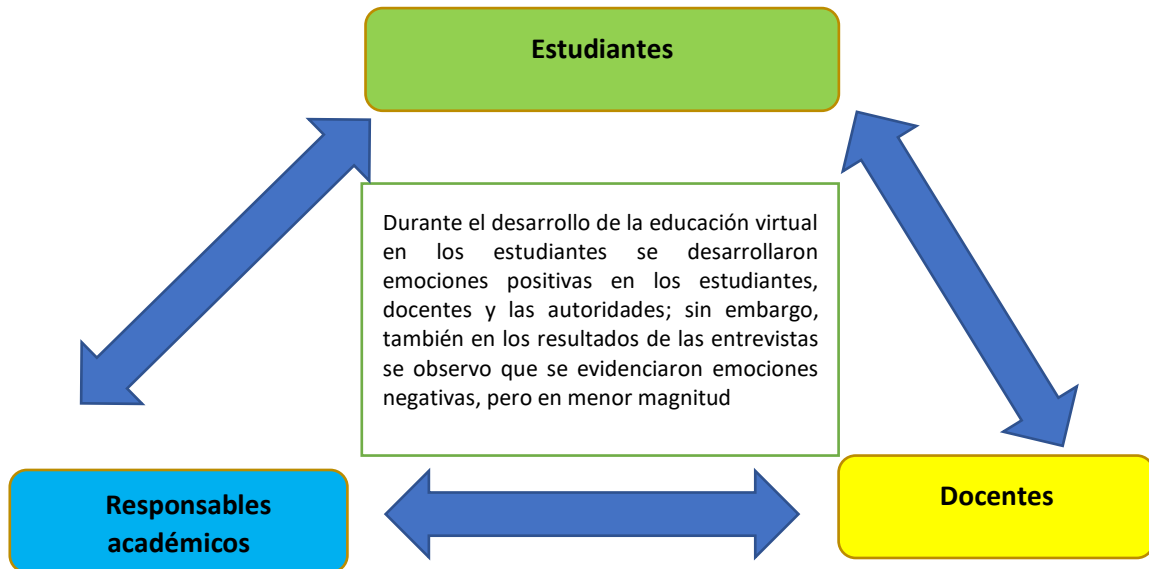 Estudiantes
Durante el desarrollo de la educación virtual
en los estudiantes se desarrollaron
emociones positivas en los estudiantes,
docentes y las autoridades; sin embargo,
también en los resultados de las entrevistas
se observo que se evidenciaron emociones
negativas, pero en menor magnitud
Responsables
académicos
Docentes